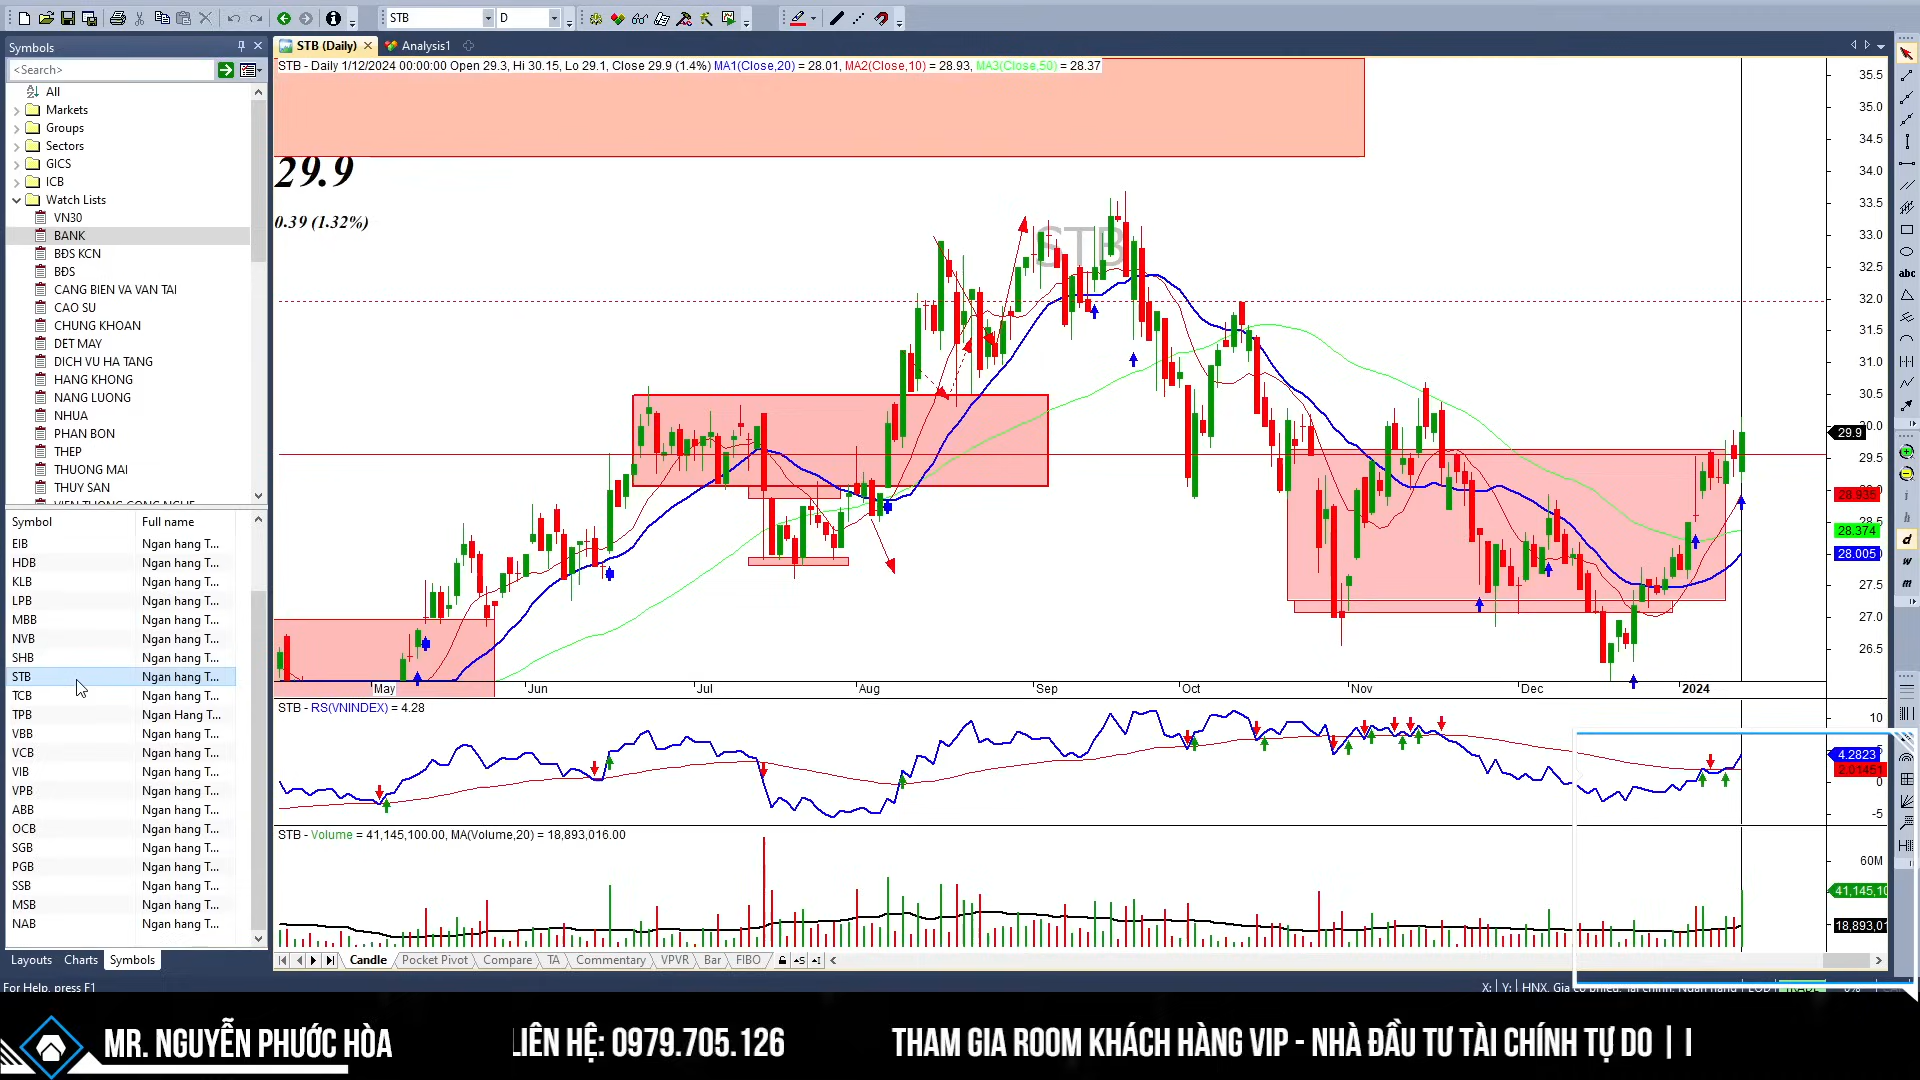 STB
D
Symbols
STB (Daily)
Analysis1
<Search>
All
Markets
Groups
Sectors
GICS
ICB
Watch Lists
VN30
BANK
BĐS KCN
BĐS
CANG BIEN VA VAN TAI
CAO SU
CHUNG KHOAN
DET MAY
DICH VU HA TANG
HANG KHONG
NANG LUONG
NHUA
PHAN BON
THEP
THUONG MAI
THUY SAN
Symbol Full name
EIB Ngan hang T...
HDB Ngan hang T...
KLB Ngan hang T...
LPB Ngan hang T...
MBB Ngan hang T...
NVB Ngan hang T...
SHB Ngan hang T...
STB Ngan hang T...
TCB Ngan hang T...
TPB Ngan Hang T...
VBB Ngan hang T...
VCB Ngan hang T...
VIB Ngan hang T...
VPB Ngan hang T...
ABB Ngan hang T...
OCB Ngan hang T...
SGB Ngan hang T...
PGB Ngan hang T...
SSB Ngan hang T...
MSB Ngan hang T...
NAB Ngan hang T...
Layouts Charts Symbols
For Help, press F1
STB - Daily 1/12/2024 00:00:00 Open 29.3, Hi 30.15, Lo 29.1, Close 29.9 (1.4%) MA1(Close,20) = 28.01, MA2(Close,10) = 28.93, MA3(Close,50) = 28.37
29.9
0.39 (1.32%)
STB
35.5
35.0
34.5
34.0
33.5
33.0
32.5
32.0
31.5
31.0
30.5
30.0
29.9
29.5
28.935
28.5
28.374
28.005
27.5
27.0
26.5
May Jun Jul Aug Sep Oct Nov Dec 2024
STB - RS(VNINDEX) = 4.28
10
4.2823
2.01451
0
-5
STB - Volume = 41,145,100.00, MA(Volume,20) = 18,893,016.00
60M
41,145,10
18,893,01
Candle Pocket Pivot Compare TA Commentary VPVR Bar FIBO
abc
d
w
m
X: Y: HNX,
MR. NGUYỄN PHƯỚC HÒA
LIÊN HỆ: 0979.705.126
THAM GIA ROOM KHÁCH HÀNG VIP - NHÀ ĐẦU TƯ TÀI CHÍNH TỰ DO | I